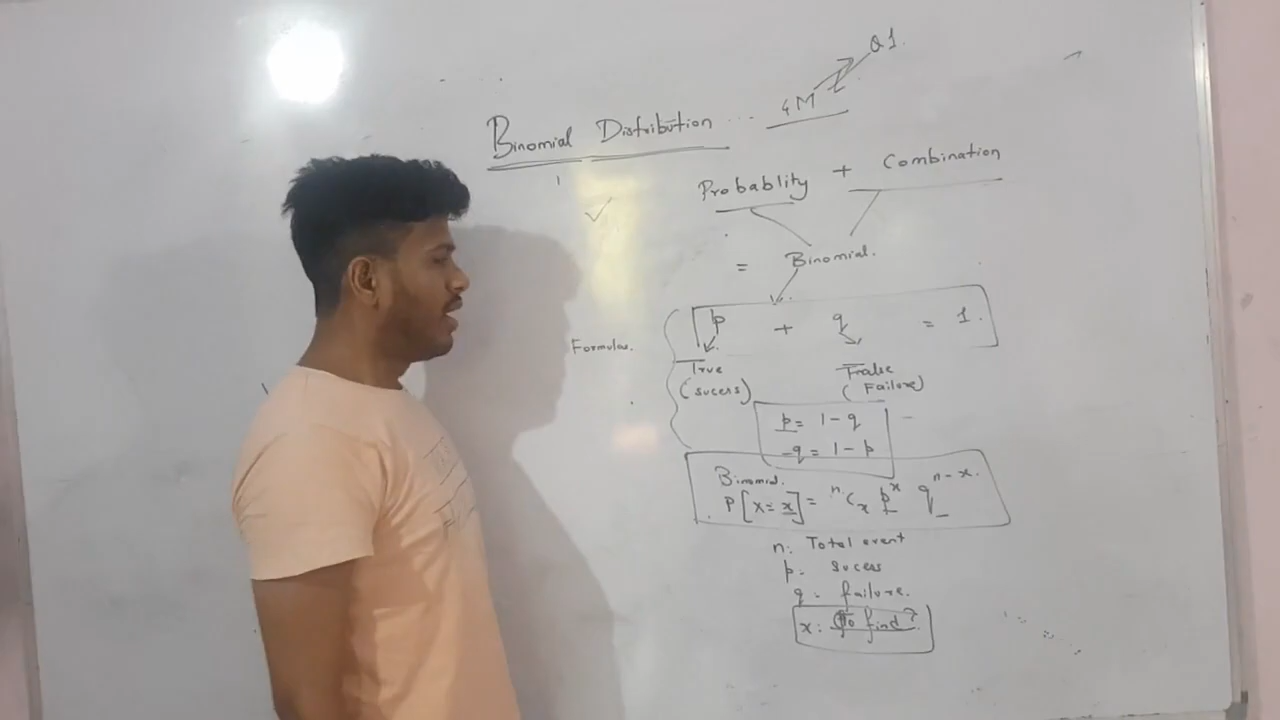 Q1.
Binomial Distribution ... 4M
Probablity + Combination
= Binomial.
Formulas.
p + q = 1.
True False
(Sucess) (Failure)
p = 1 - q
q = 1 - p
Binomial.
P[X = x] = ⁿCₓ pˣ qⁿ⁻ˣ.
n: Total event
p: Sucess
q: failure.
x: To find?